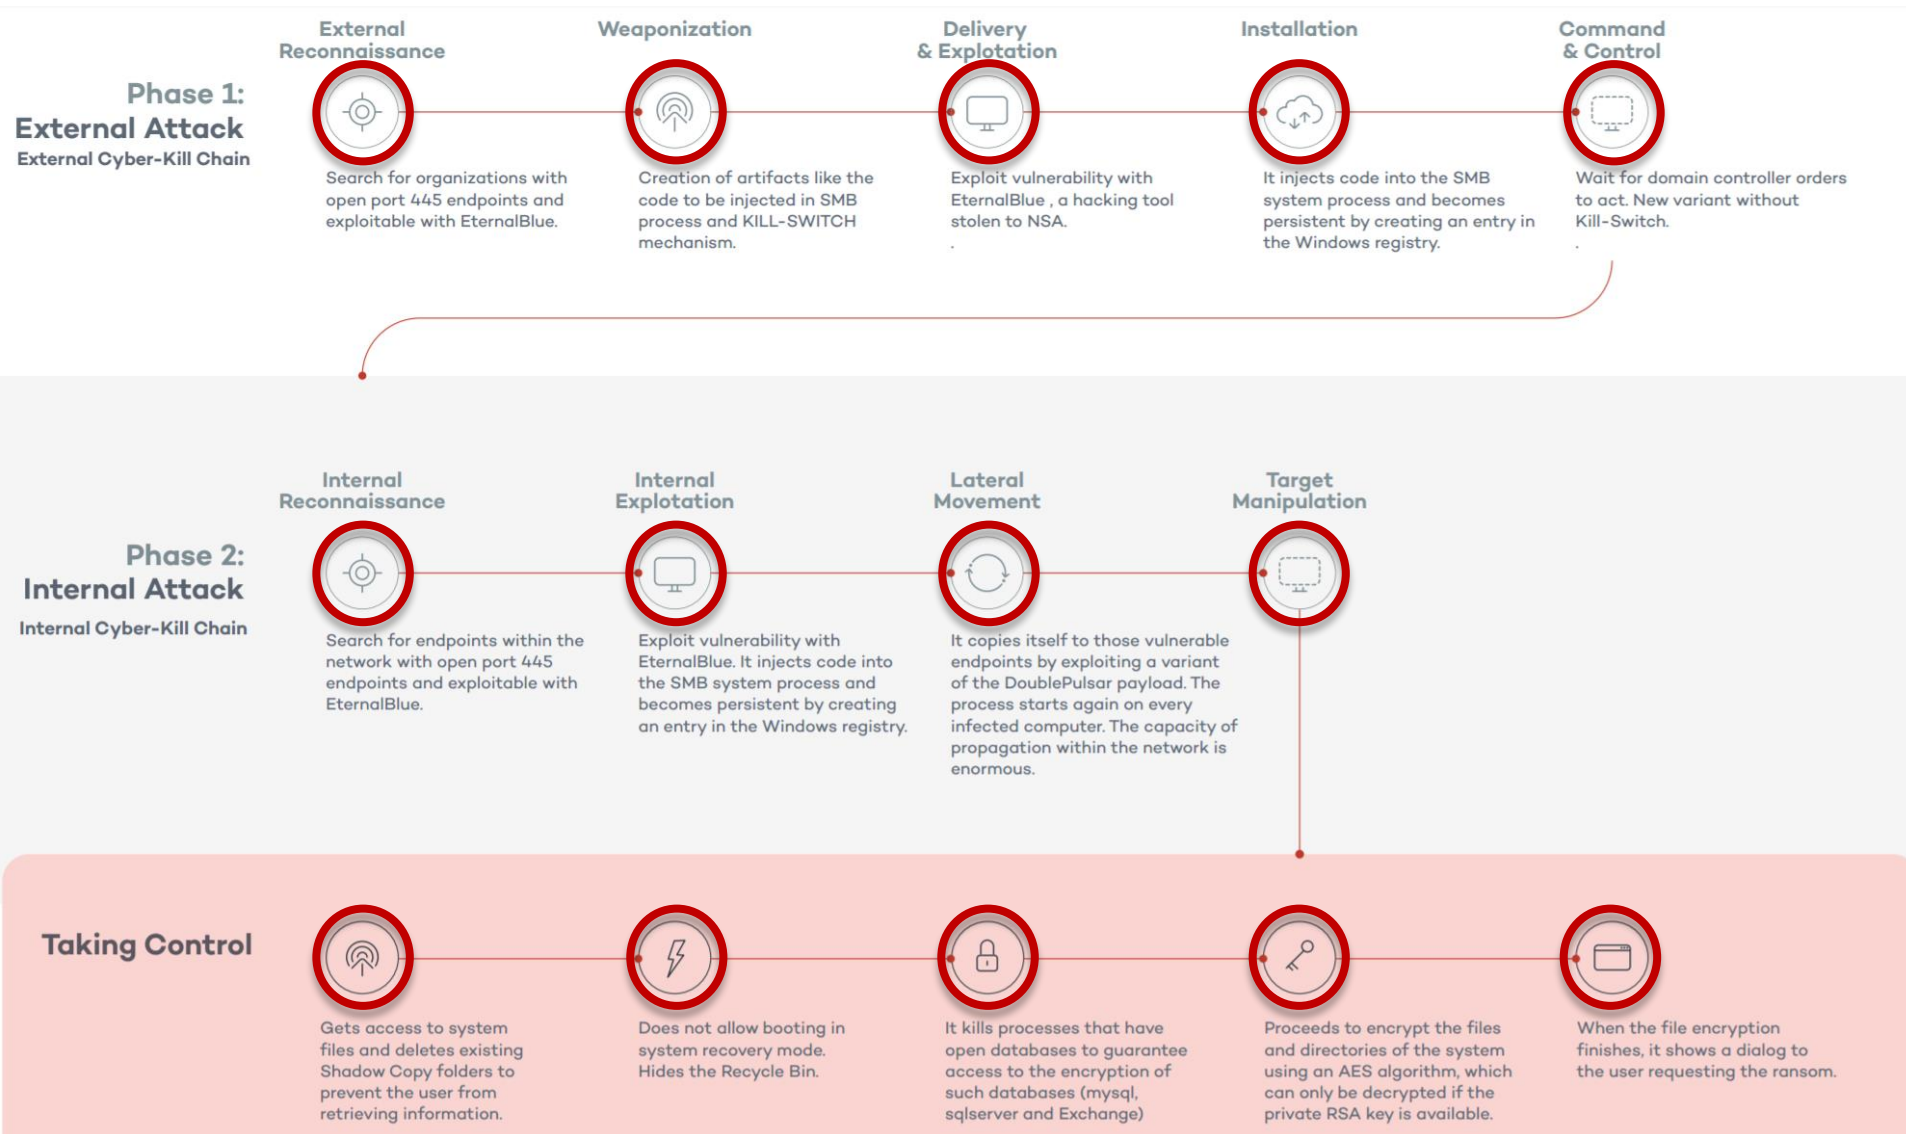 External
Reconnaissance
Weaponization
Delivery
& Explotation
Installation
Command
& Control
Phase 1:
External Attack
External Cyber-Kill Chain
Search for organizations with
open port 445 endpoints and
exploitable with EternalBlue.
Creation of artifacts like the
code to be injected in SMB
process and KILL-SWITCH
mechanism.
Exploit vulnerability with
EternalBlue , a hacking tool
stolen to NSA.
.
It injects code into the SMB
system process and becomes
persistent by creating an entry in
the Windows registry.
Wait for domain controller orders
to act. New variant without
Kill-Switch.
.
Internal
Reconnaissance
Internal
Explotation
Lateral
Movement
Target
Manipulation
Phase 2:
Internal Attack
Internal Cyber-Kill Chain
Search for endpoints within the
network with open port 445
endpoints and exploitable with
EternalBlue.
Exploit vulnerability with
EternalBlue. It injects code into
the SMB system process and
becomes persistent by creating
an entry in the Windows registry.
It copies itself to those vulnerable
endpoints by exploiting a variant
of the DoublePulsar payload. The
process starts again on every
infected computer. The capacity of
propagation within the network is
enormous.
Taking Control
Gets access to system
files and deletes existing
Shadow Copy folders to
prevent the user from
retrieving information.
Does not allow booting in
system recovery mode.
Hides the Recycle Bin.
It kills processes that have
open databases to guarantee
access to the encryption of
such databases (mysql,
sqlserver and Exchange)
Proceeds to encrypt the files
and directories of the system
using an AES algorithm, which
can only be decrypted if the
private RSA key is available.
When the file encryption
finishes, it shows a dialog to
the user requesting the ransom.